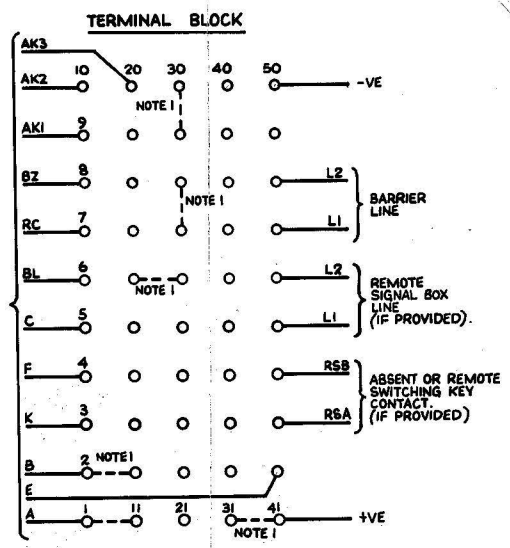 TERMINAL BLOCK
AK3
10 20 30 40 50
AK2 -VE
NOTE 1
9
AK1
8 L2
BZ
NOTE 1 BARRIER LINE
7 L1
RC
6 L2
BL
NOTE 1 REMOTE SIGNAL BOX LINE (IF PROVIDED).
5 L1
C
4 RSB
F
ABSENT OR REMOTE SWITCHING KEY CONTACT. (IF PROVIDED)
3 RSA
K
2 NOTE 1
B
E
1 11 21 31 41
A +VE
NOTE 1